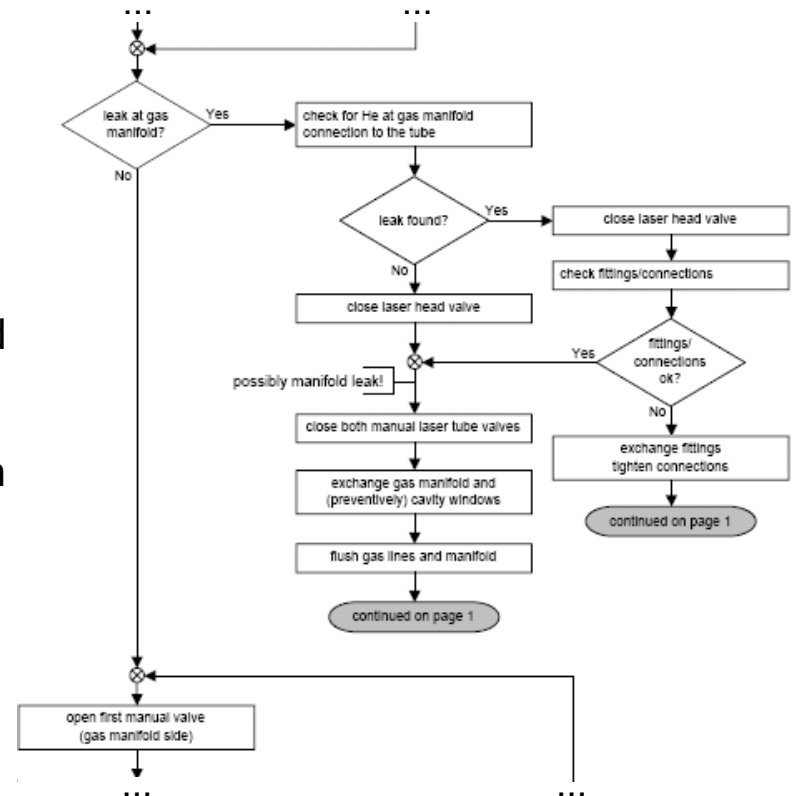 ...
...
leak at gas
manifold?
Yes
No
check for He at gas manifold
connection to the tube
leak found?
Yes
No
close laser head valve
close laser head valve
check fittings/connections
fittings/
connections
ok?
Yes
No
possibly manifold leak!
close both manual laser tube valves
exchange gas manifold and
(preventively) cavity windows
flush gas lines and manifold
continued on page 1
exchange fittings
tighten connections
continued on page 1
open first manual valve
(gas manifold side)
...
...